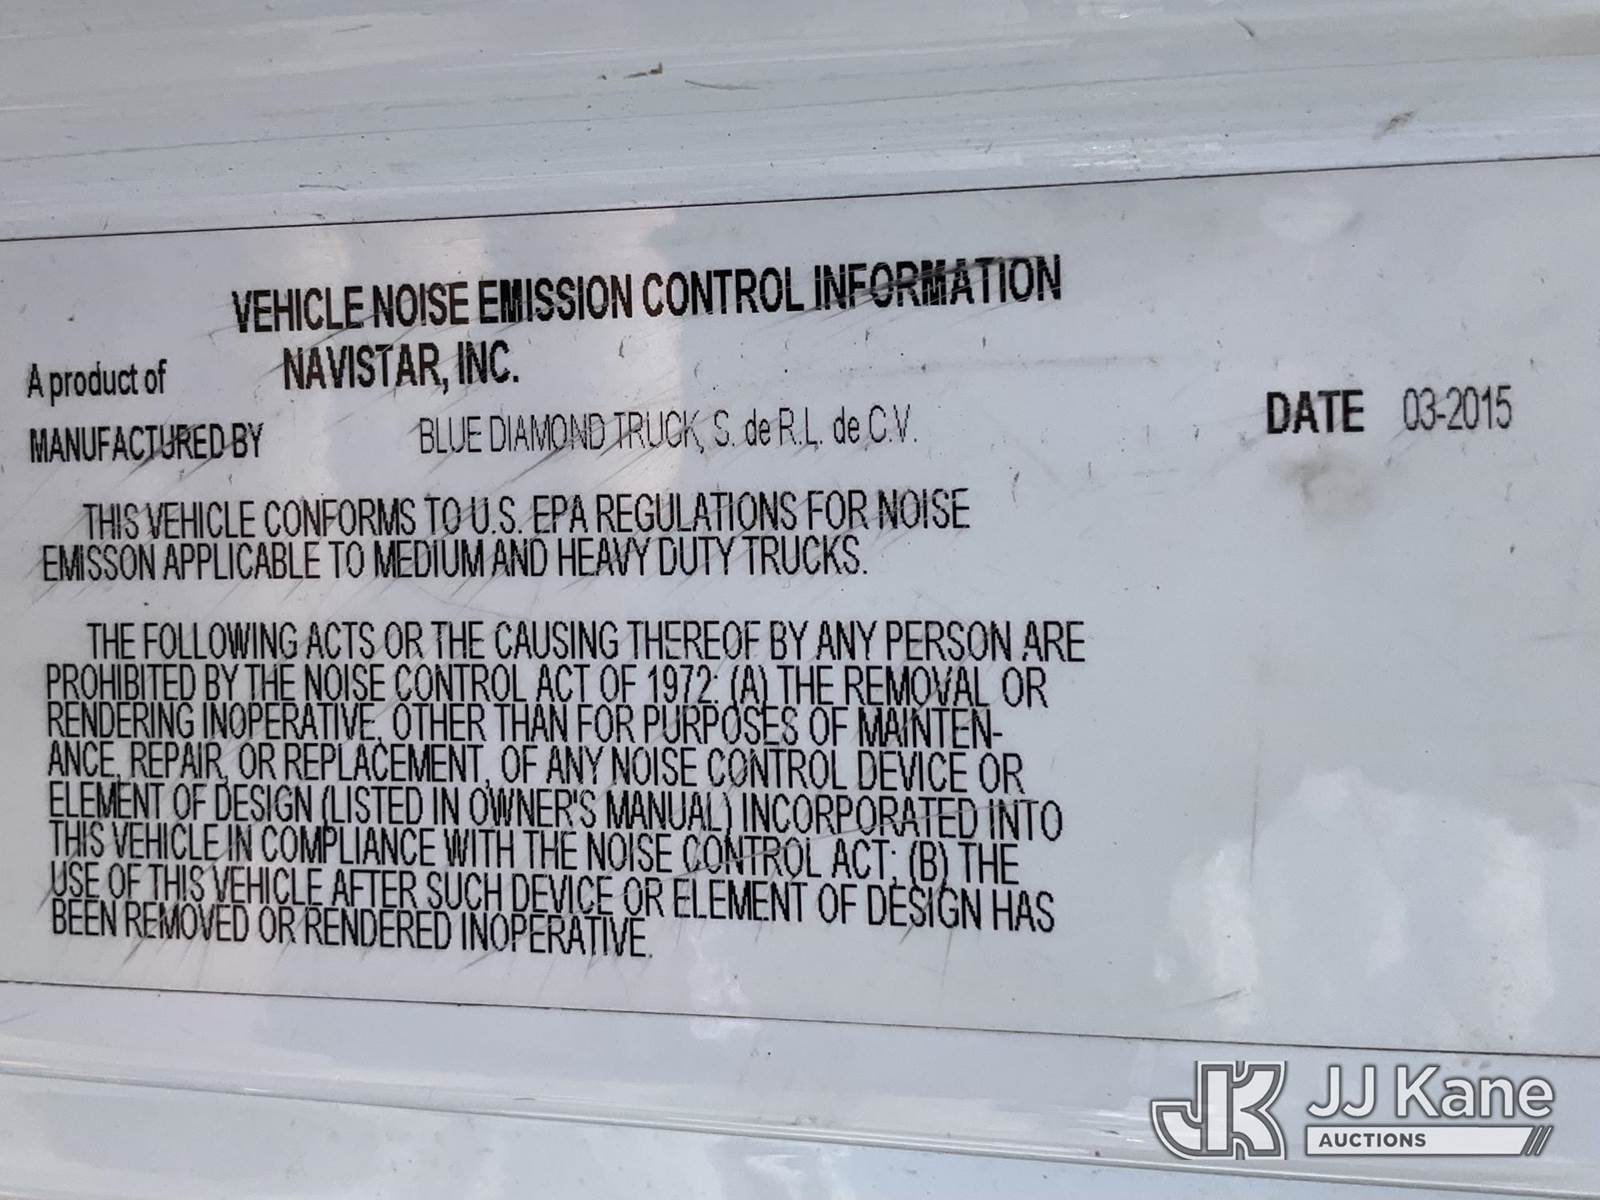 VEHICLE NOISE EMISSION CONTROL INFORMATION
A product of NAVISTAR, INC.
MANUFACTURED BY BLUE DIAMOND TRUCK, S. de R.L. de C.V. DATE 03-2015
THIS VEHICLE CONFORMS TO U.S. EPA REGULATIONS FOR NOISE
EMISSON APPLICABLE TO MEDIUM AND HEAVY DUTY TRUCKS.
THE FOLLOWING ACTS OR THE CAUSING THEREOF BY ANY PERSON ARE
PROHIBITED BY THE NOISE CONTROL ACT OF 1972: (A) THE REMOVAL OR
RENDERING INOPERATIVE, OTHER THAN FOR PURPOSES OF MAINTEN-
ANCE, REPAIR, OR REPLACEMENT, OF ANY NOISE CONTROL DEVICE OR
ELEMENT OF DESIGN (LISTED IN OWNER'S MANUAL) INCORPORATED INTO
THIS VEHICLE IN COMPLIANCE WITH THE NOISE CONTROL ACT; (B) THE
USE OF THIS VEHICLE AFTER SUCH DEVICE OR ELEMENT OF DESIGN HAS
BEEN REMOVED OR RENDERED INOPERATIVE.
JK JJ Kane
AUCTIONS